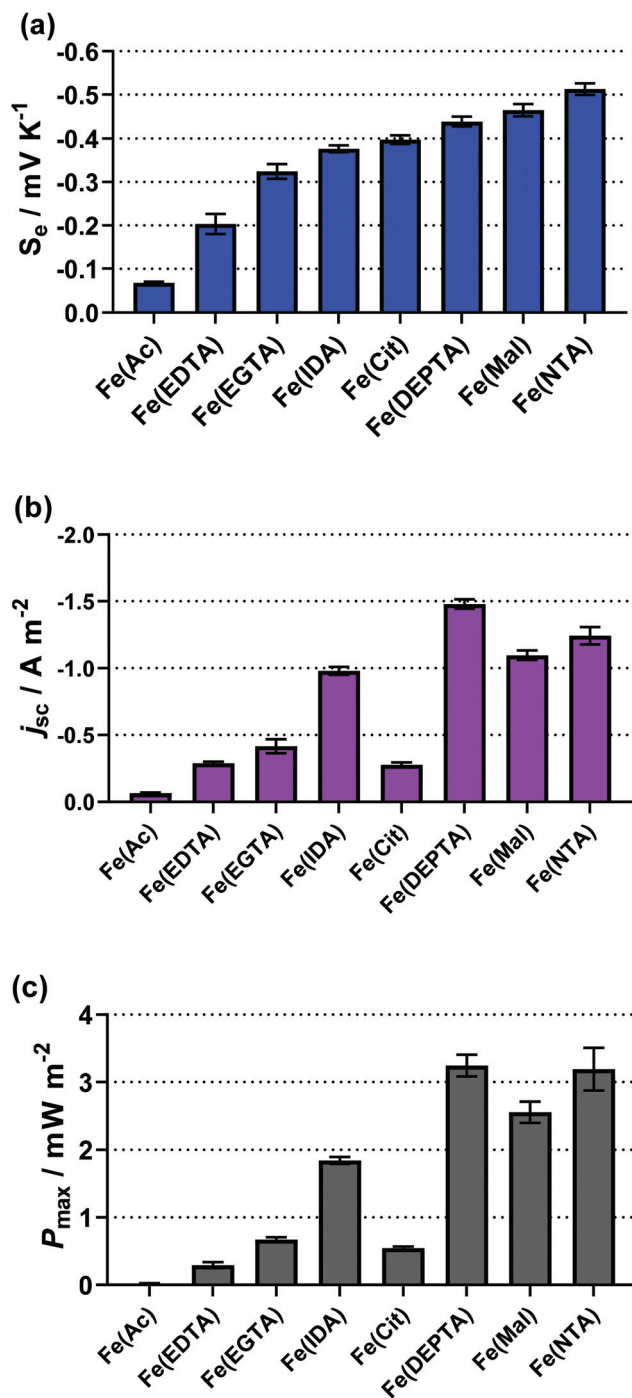 (a)
S_e / mV K^-1
-0.6
-0.5
-0.4
-0.3
-0.2
-0.1
0.0
Fe(Ac)
Fe(EDTA)
Fe(EGTA)
Fe(IDA)
Fe(Cit)
Fe(DEPTA)
Fe(Mal)
Fe(NTA)
(b)
j_sc / A m^-2
-2.0
-1.5
-1.0
-0.5
0.0
Fe(Ac)
Fe(EDTA)
Fe(EGTA)
Fe(IDA)
Fe(Cit)
Fe(DEPTA)
Fe(Mal)
Fe(NTA)
(c)
P_max / mW m^-2
4
3
2
1
0
Fe(Ac)
Fe(EDTA)
Fe(EGTA)
Fe(IDA)
Fe(Cit)
Fe(DEPTA)
Fe(Mal)
Fe(NTA)